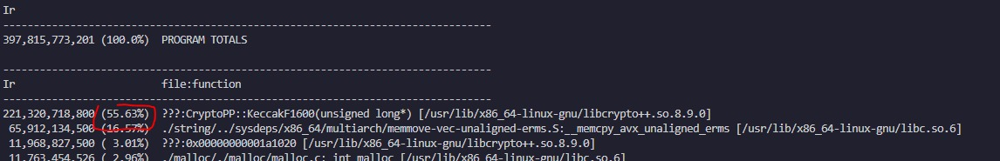 Ir
--------------------------------------------------------------------------------
397,815,773,201 (100.0%)  PROGRAM TOTALS
--------------------------------------------------------------------------------
Ir                        file:function
--------------------------------------------------------------------------------
221,320,718,800 (55.63%)  ???:CryptoPP::KeccakF1600(unsigned long*) [/usr/lib/x86_64-linux-gnu/libcrypto++.so.8.9.0]
 65,912,134,500 (16.57%)  ./string/../sysdeps/x86_64/multiarch/memmove-vec-unaligned-erms.S:__memcpy_avx_unaligned_erms [/usr/lib/x86_64-linux-gnu/libc.so.6]
 11,968,827,500 ( 3.01%)  ???:0x00000000001a1020 [/usr/lib/x86_64-linux-gnu/libcrypto++.so.8.9.0]
 11,763,454,526 ( 2.96%)  ./malloc/./malloc/malloc.c:_int_malloc [/usr/lib/x86_64-linux-gnu/libc.so.6]